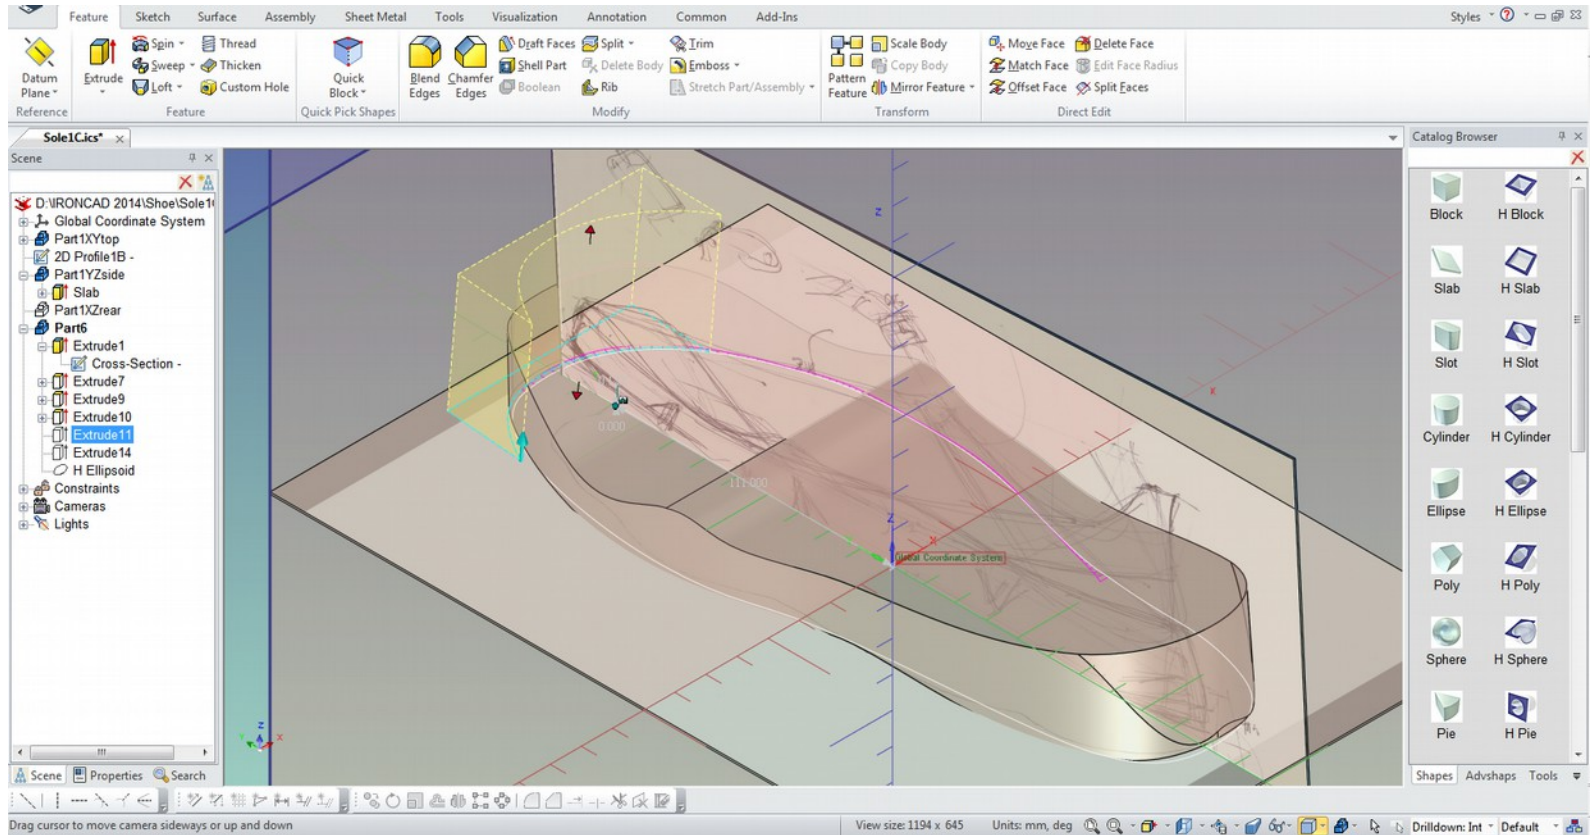 Feature Sketch Surface Assembly Sheet Metal Tools Visualization Annotation Common Add-Ins Styles
Datum Plane
Reference
Extrude
Spin
Sweep
Loft
Thread
Thicken
Custom Hole
Feature
Quick Block
Quick Pick Shapes
Blend Edges
Chamfer Edges
Draft Faces
Shell Part
Boolean
Split
Delete Body
Rib
Trim
Emboss
Stretch Part/Assembly
Modify
Pattern Feature
Scale Body
Copy Body
Mirror Feature
Transform
Move Face
Match Face
Offset Face
Delete Face
Edit Face Radius
Split Faces
Direct Edit
Sole1C.ics*
Scene
D:\IRONCAD 2014\Shoe\Sole1
Global Coordinate System
Part1XYtop
2D Profile1B -
Part1YZside
Slab
Part1XZrear
Part6
Extrude1
Cross-Section -
Extrude7
Extrude9
Extrude10
Extrude11
Extrude14
H Ellipsoid
Constraints
Cameras
Lights
Scene Properties Search
Z
X
0.000
111.000
Z
X
Global Coordinate System
Z
Y X
Catalog Browser
Block H Block
Slab H Slab
Slot H Slot
Cylinder H Cylinder
Ellipse H Ellipse
Poly H Poly
Sphere H Sphere
Pie H Pie
Shapes Advshaps Tools
Drag cursor to move camera sideways or up and down
View size: 1194 x 645 Units: mm, deg Drilldown: Int Default